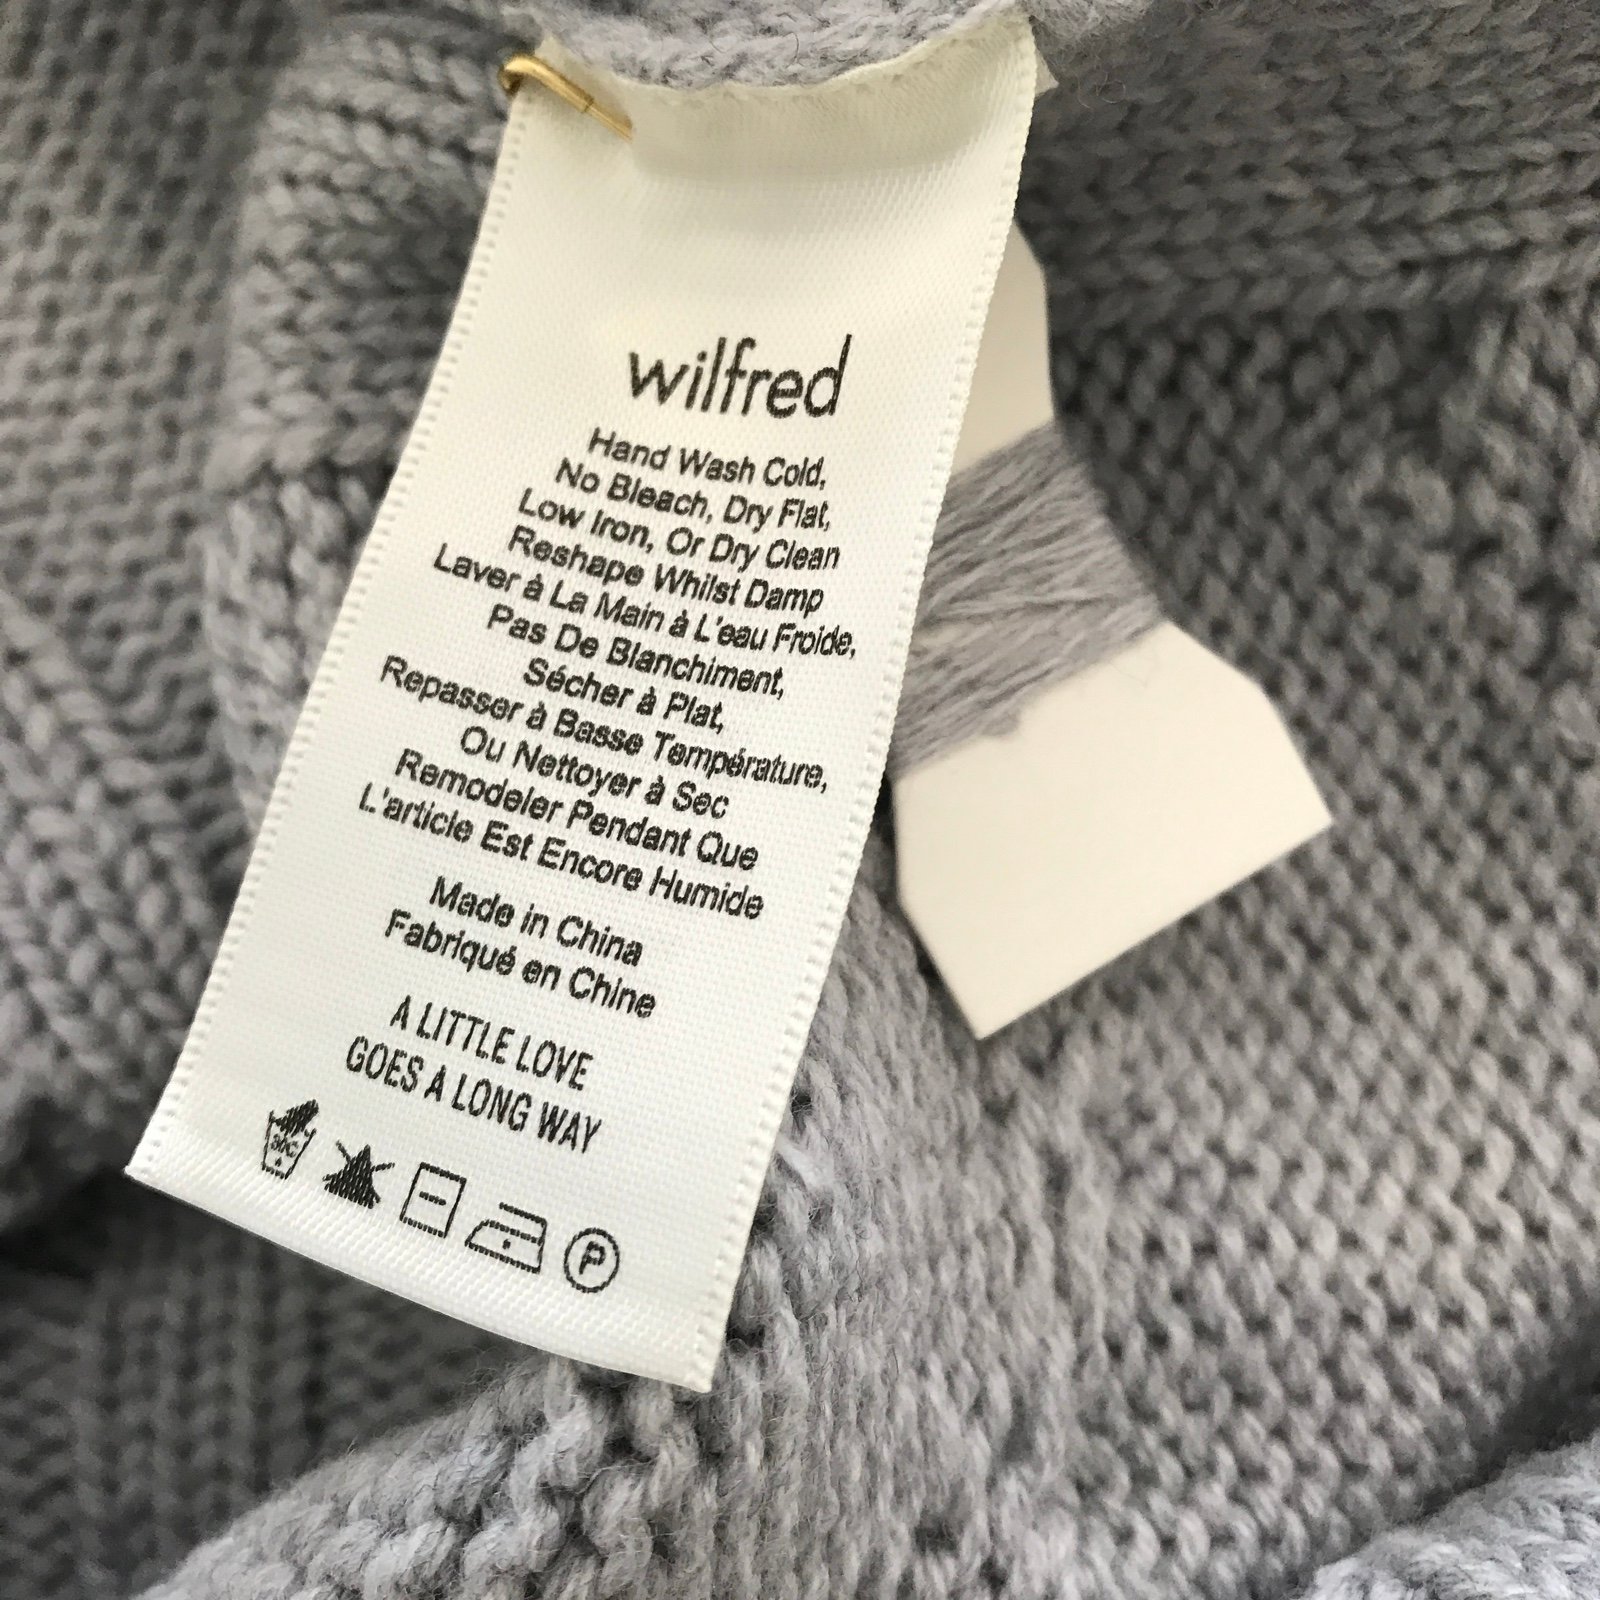 wilfred
Hand Wash Cold,
No Bleach, Dry Flat,
Low Iron, Or Dry Clean
Reshape Whilst Damp
Laver à La Main à L'eau Froide,
Pas De Blanchiment,
Sécher à Plat,
Repasser à Basse Température,
Ou Nettoyer à Sec
Remodeler Pendant Que
L'article Est Encore Humide
Made in China
Fabriqué en Chine
A LITTLE LOVE
GOES A LONG WAY
30C
P